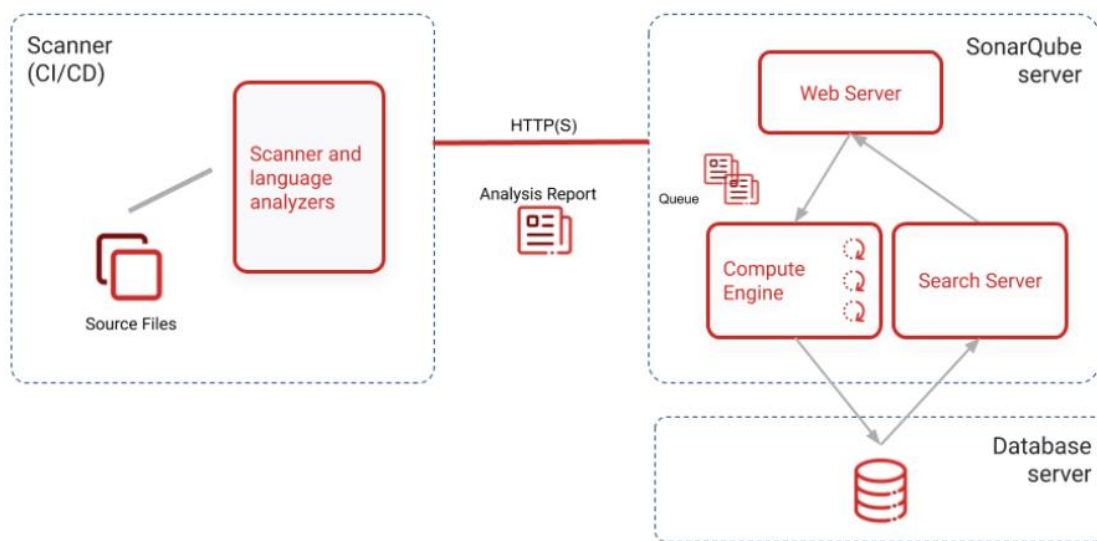 Scanner
(CI/CD)
Scanner and
language
analyzers
Source Files
HTTP(S)
Analysis Report
SonarQube
server
Web Server
Queue
Compute
Engine
Search Server
Database
server